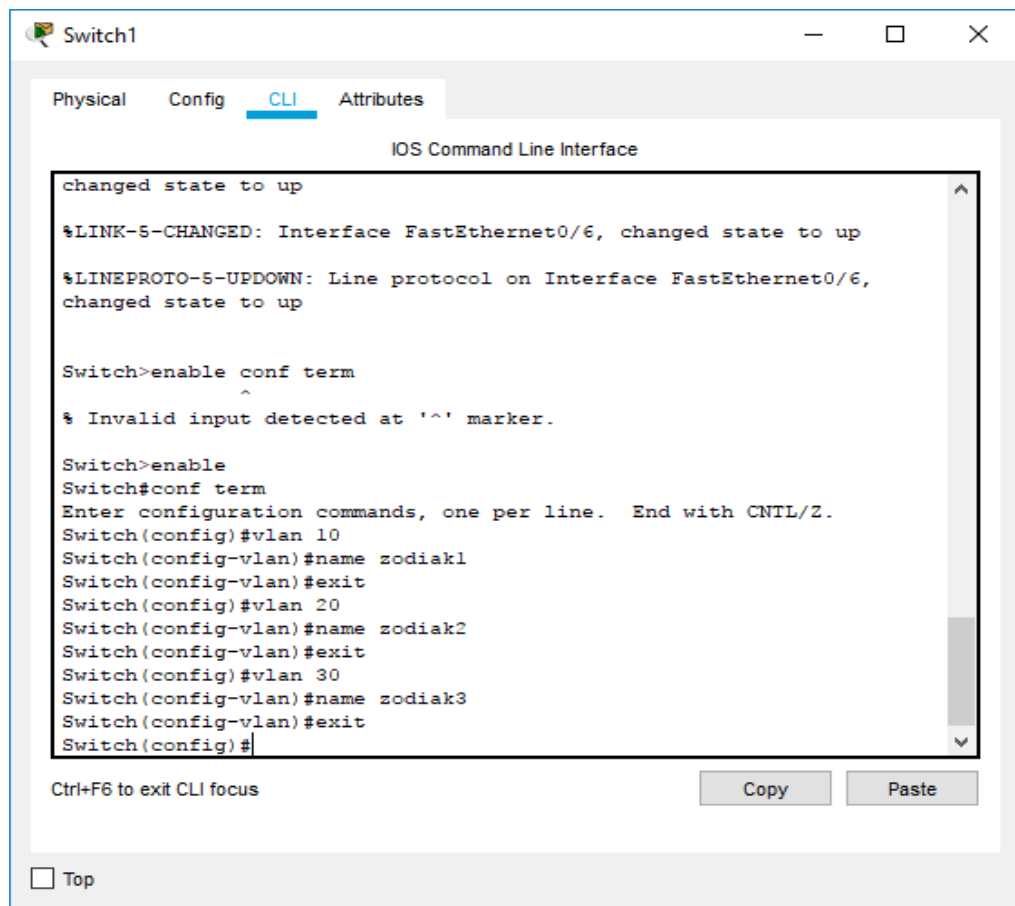 Switch1
Physical Config CLI Attributes
IOS Command Line Interface
changed state to up
%LINK-5-CHANGED: Interface FastEthernet0/6, changed state to up
%LINEPROTO-5-UPDOWN: Line protocol on Interface FastEthernet0/6,
changed state to up
Switch>enable conf term
^
% Invalid input detected at '^' marker.
Switch>enable
Switch#conf term
Enter configuration commands, one per line.  End with CNTL/Z.
Switch(config)#vlan 10
Switch(config-vlan)#name zodiak1
Switch(config-vlan)#exit
Switch(config)#vlan 20
Switch(config-vlan)#name zodiak2
Switch(config-vlan)#exit
Switch(config)#vlan 30
Switch(config-vlan)#name zodiak3
Switch(config-vlan)#exit
Switch(config)#
Ctrl+F6 to exit CLI focus
Copy Paste
Top